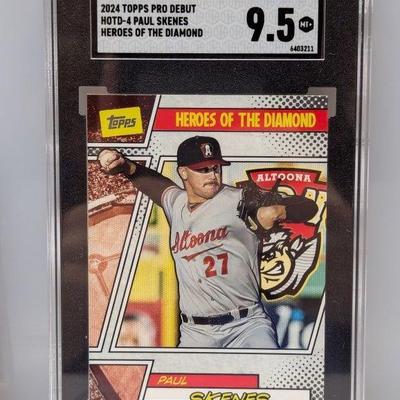 2024 TOPPS PRO DEBUT
HOTD-4 PAUL SKENES
HEROES OF THE DIAMOND
9.5
MT+
6403211
Topps
HEROES OF THE DIAMOND
A
ALTOONA
Altoona
27
PAUL
SKENES